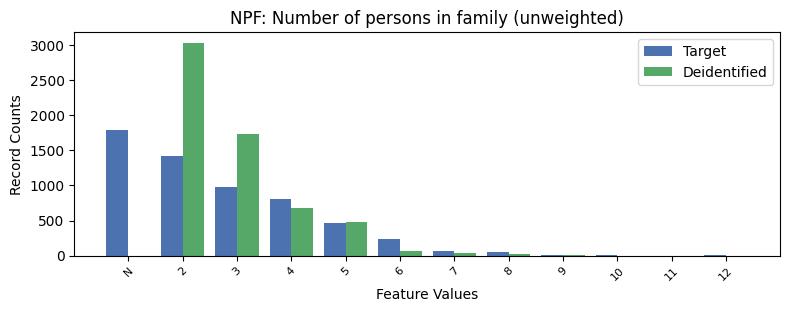 NPF: Number of persons in family (unweighted)
Target
Deidentified
Record Counts
3000
2500
2000
1500
1000
500
0
N 2 3 4 5 6 7 8 9 10 11 12
Feature Values